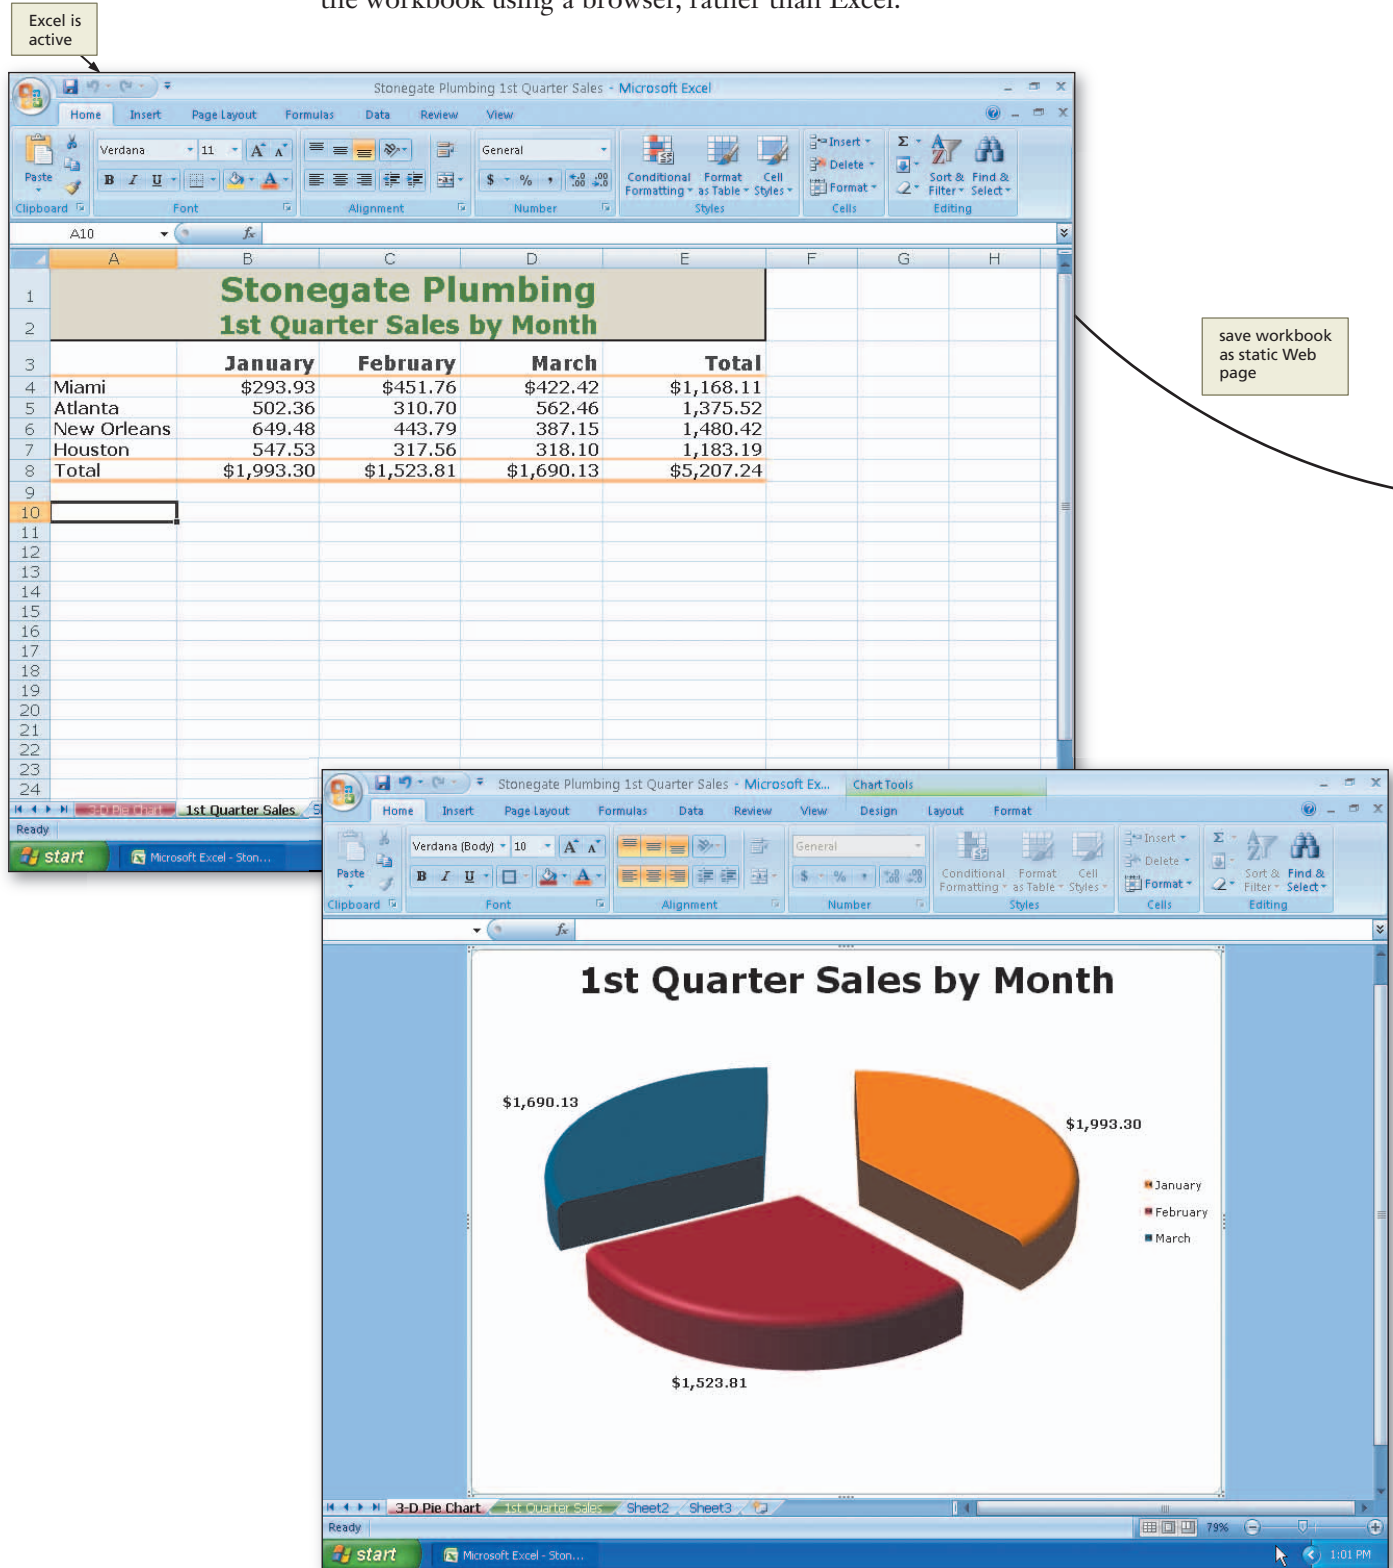 the workbook using a browser, rather than Excel.
Excel is
active
Stonegate Plumbing 1st Quarter Sales - Microsoft Excel
Home Insert Page Layout Formulas Data Review View
Paste
Verdana 11
B I U
General
$ % ,
Conditional Formatting
Format as Table
Cell Styles
Insert
Delete
Format
Σ
Sort & Filter
Find & Select
Clipboard Font Alignment Number Styles Cells Editing
A10 fx
A B C D E F G H
1 Stonegate Plumbing
2 1st Quarter Sales by Month
3 January February March Total
4 Miami $293.93 $451.76 $422.42 $1,168.11
5 Atlanta 502.36 310.70 562.46 1,375.52
6 New Orleans 649.48 443.79 387.15 1,480.42
7 Houston 547.53 317.56 318.10 1,183.19
8 Total $1,993.30 $1,523.81 $1,690.13 $5,207.24
9
10
11
12
13
14
15
16
17
18
19
20
21
22
23
24
3-D Pie Chart 1st Quarter Sales
Ready
start Microsoft Excel - Ston...
save workbook
as static Web
page
Stonegate Plumbing 1st Quarter Sales - Microsoft Ex... Chart Tools
Home Insert Page Layout Formulas Data Review View Design Layout Format
Paste
Verdana (Body) 10
B I U
General
$ % ,
Conditional Formatting
Format as Table
Cell Styles
Insert
Delete
Format
Σ
Sort & Filter
Find & Select
Clipboard Font Alignment Number Styles Cells Editing
fx
1st Quarter Sales by Month
$1,690.13
$1,993.30
January
February
March
$1,523.81
3-D Pie Chart 1st Quarter Sales Sheet2 Sheet3
Ready 79%
start Microsoft Excel - Ston... 1:01 PM